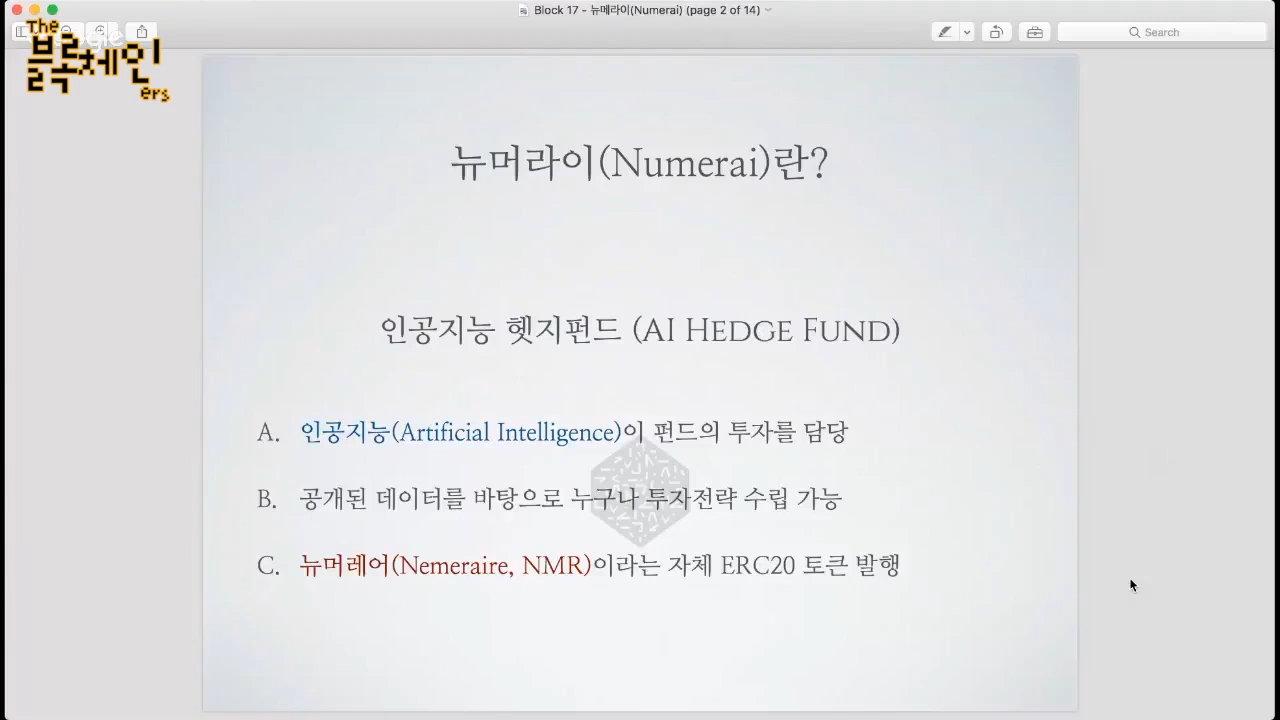 Block 17 - 뉴메라이(Numerai) (page 2 of 14)
The
블록체인
ers
Search
뉴머라이(Numerai)란?
인공지능 헷지펀드 (AI HEDGE FUND)
A. 인공지능(Artificial Intelligence)이 펀드의 투자를 담당
B. 공개된 데이터를 바탕으로 누구나 투자전략 수립 가능
C. 뉴머레어(Nemeraire, NMR)이라는 자체 ERC20 토큰 발행